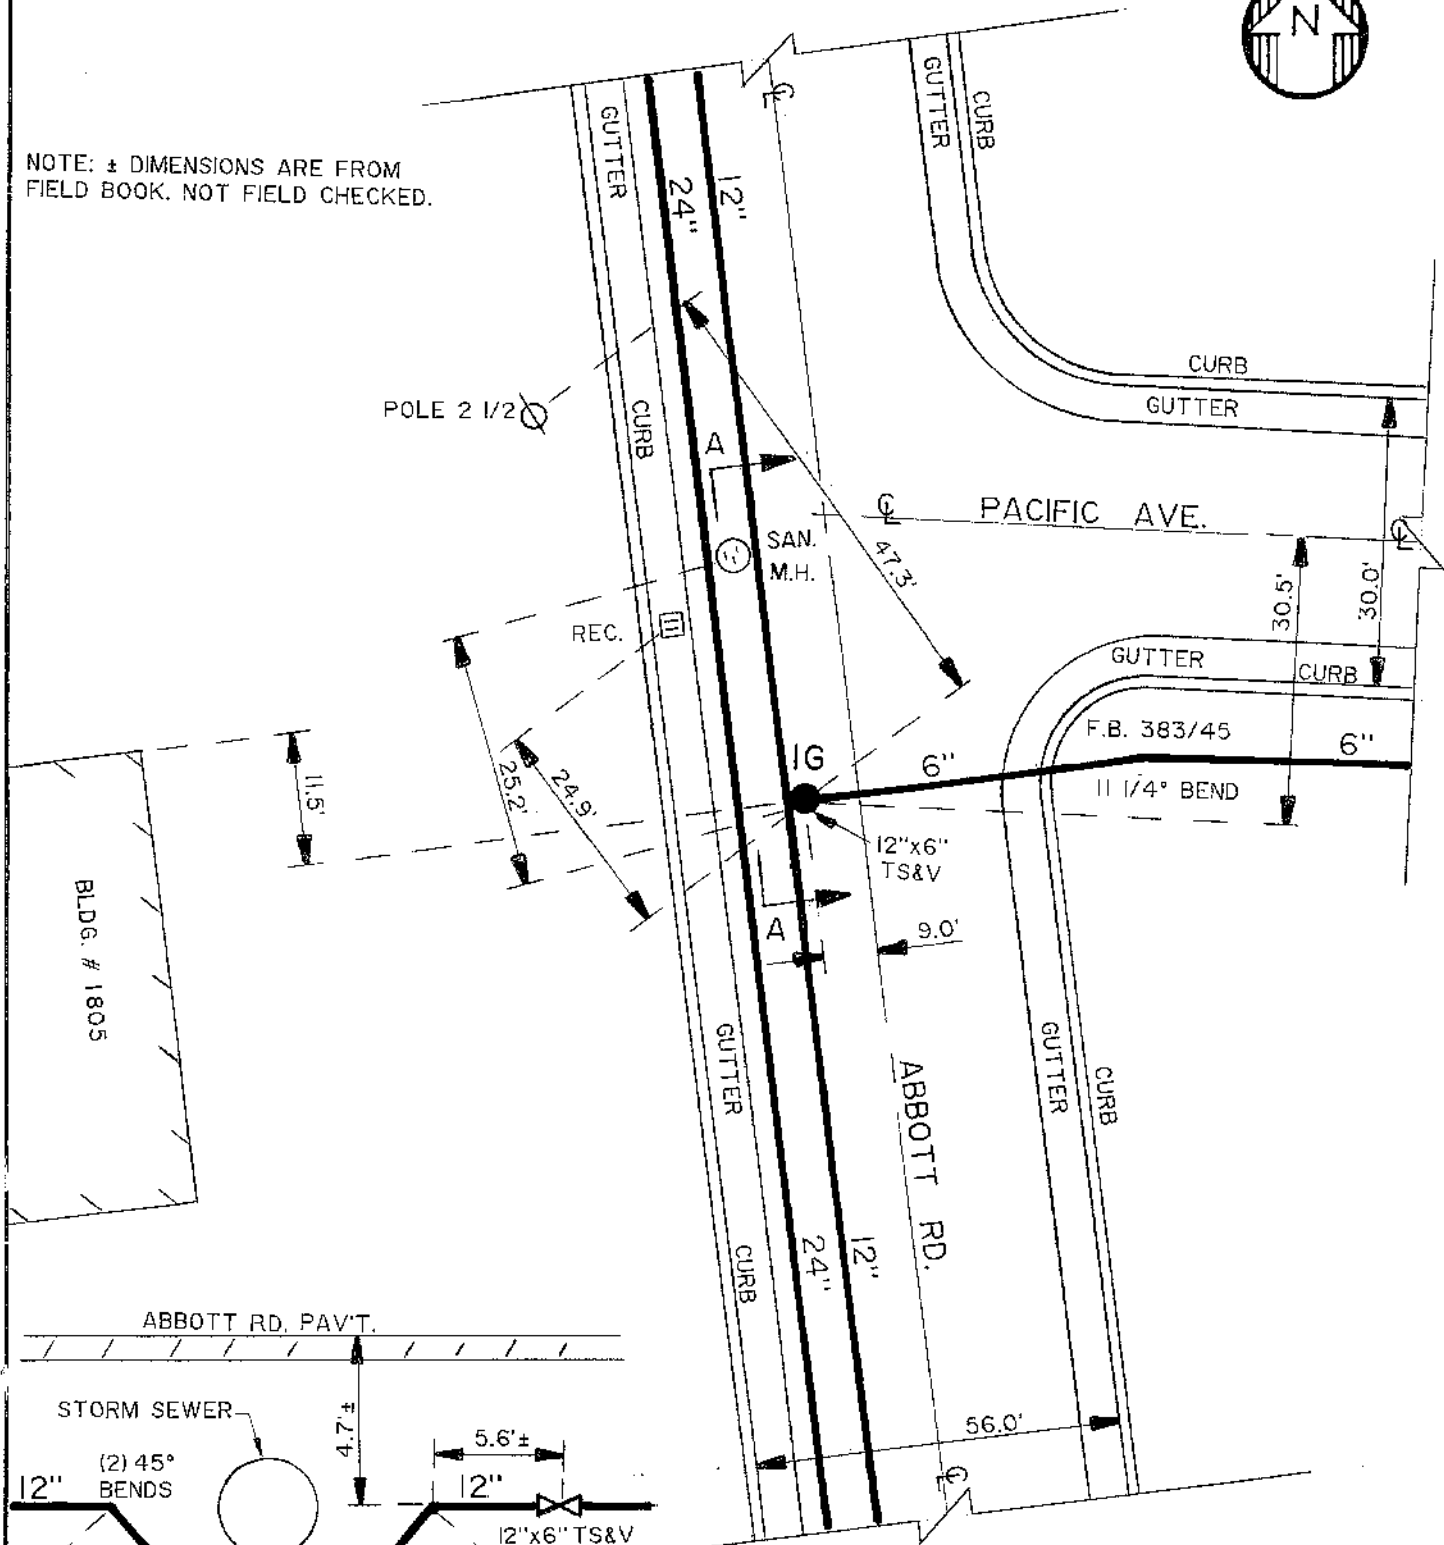 N
NOTE: ± DIMENSIONS ARE FROM
FIELD BOOK. NOT FIELD CHECKED.
GUTTER
24"
12"
℄
GUTTER
CURB
POLE 2 1/2
CURB
A
CURB
GUTTER
℄
PACIFIC AVE.
℄
SAN.
M.H.
47.3'
30.5'
30.0'
REC.
GUTTER
CURB
F.B. 383/45
6"
11 1/4° BEND
1G
6"
12"x6"
TS&V
11.5'
25.2'
24.9'
A
9.0'
BLDG. # 1805
GUTTER
CURB
24"
12"
ABBOTT RD.
GUTTER
CURB
56.0'
℄
ABBOTT RD. PAV'T.
STORM SEWER
4.7'±
5.6'±
(2) 45°
BENDS
12"
12"
12"x6" TS&V